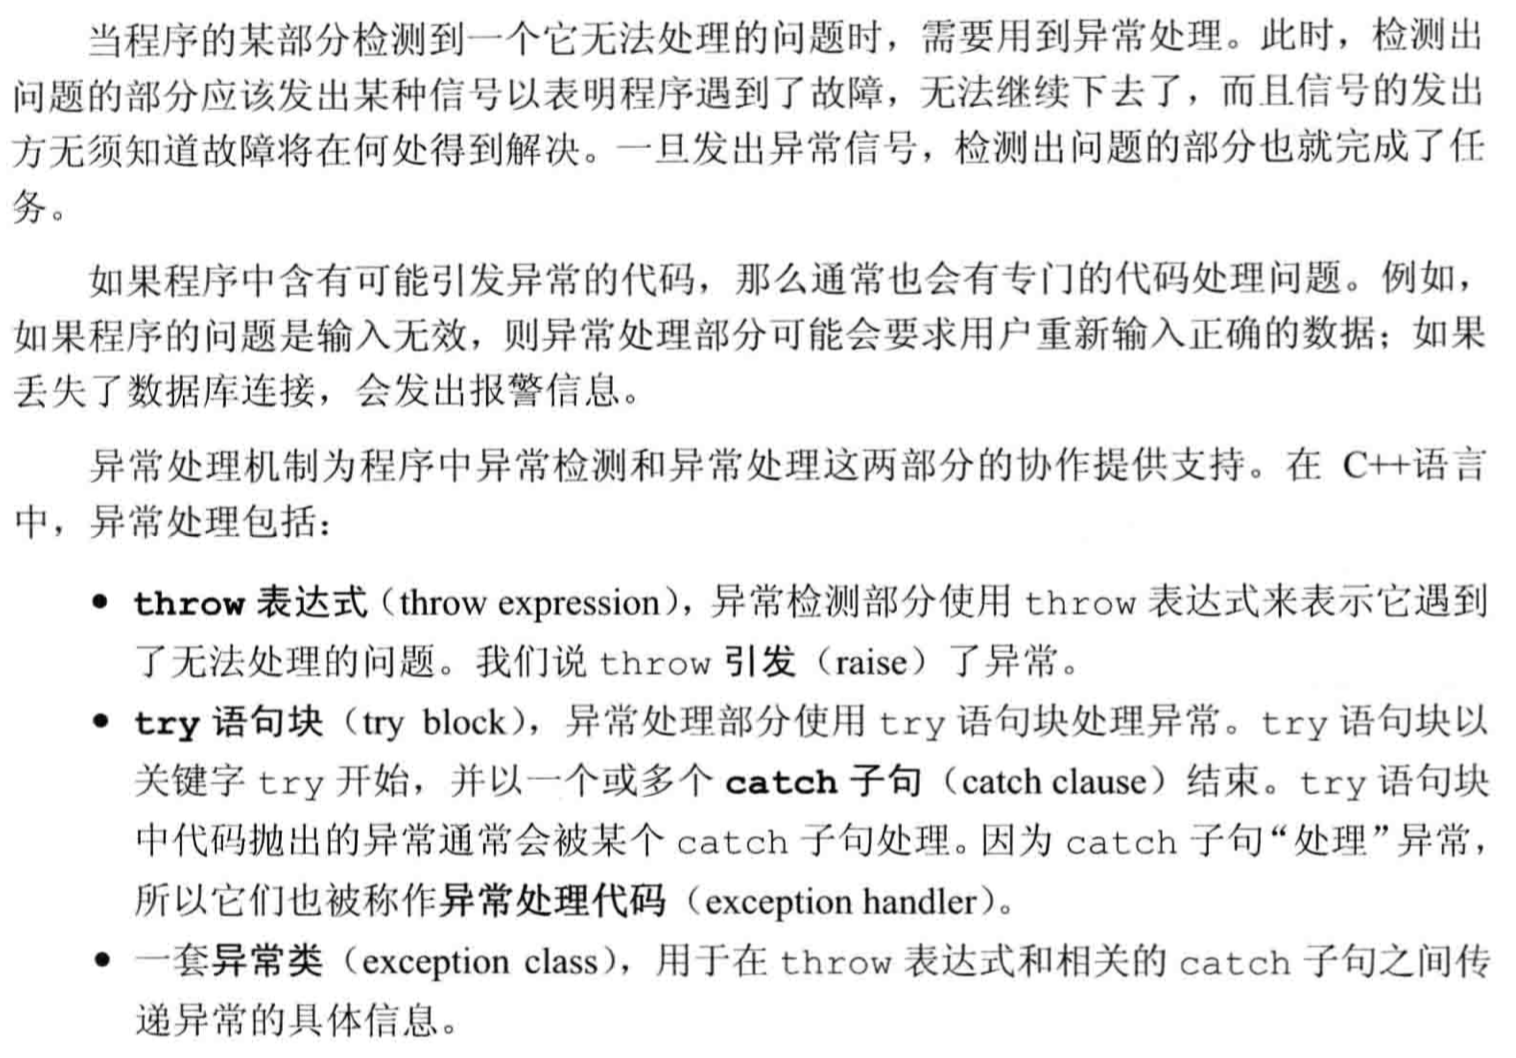 当程序的某部分检测到一个它无法处理的问题时，需要用到异常处理。此时，检测出
问题的部分应该发出某种信号以表明程序遇到了故障，无法继续下去了，而且信号的发出
方无须知道故障将在何处得到解决。一旦发出异常信号，检测出问题的部分也就完成了任
务。
如果程序中含有可能引发异常的代码，那么通常也会有专门的代码处理问题。例如，
如果程序的问题是输入无效，则异常处理部分可能会要求用户重新输入正确的数据；如果
丢失了数据库连接，会发出报警信息。
异常处理机制为程序中异常检测和异常处理这两部分的协作提供支持。在 C++语言
中，异常处理包括：
● throw 表达式（throw expression），异常检测部分使用 throw 表达式来表示它遇到
了无法处理的问题。我们说 throw 引发（raise）了异常。
● try 语句块（try block），异常处理部分使用 try 语句块处理异常。try 语句块以
关键字 try 开始，并以一个或多个 catch 子句（catch clause）结束。try 语句块
中代码抛出的异常通常会被某个 catch 子句处理。因为 catch 子句“处理”异常，
所以它们也被称作异常处理代码（exception handler）。
● 一套异常类（exception class），用于在 throw 表达式和相关的 catch 子句之间传
递异常的具体信息。